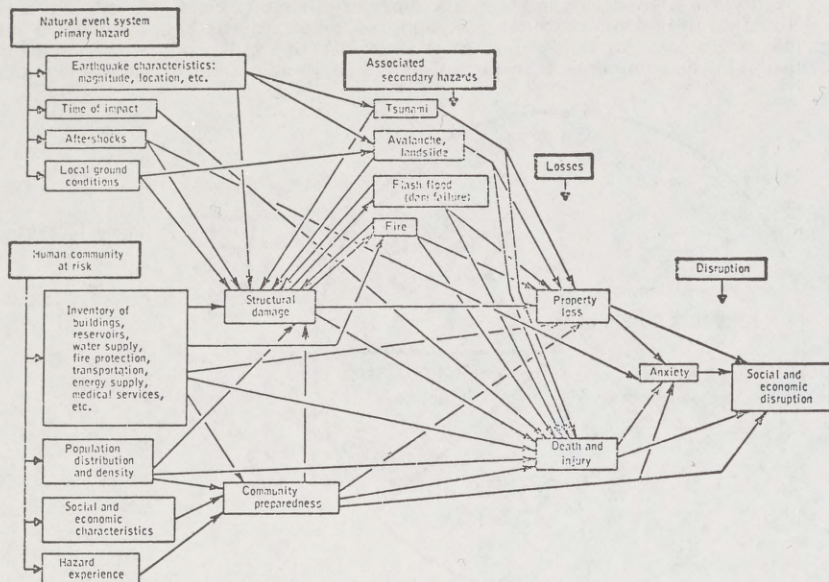 Natural event system
primary hazard
Earthquake characteristics:
magnitude, location, etc.
Time of impact
Aftershocks
Local ground
conditions
Associated
secondary hazards
Tsunami
Avalanche,
landslide
Flash flood
(dam failure)
Fire
Losses
Human community
at risk
Disruption
Inventory of
buildings,
reservoirs,
water supply,
fire protection,
transportation,
energy supply,
medical services,
etc.
Structural
damage
Property
loss
Anxiety
Social and
economic
disruption
Population
distribution
and density
Death and
injury
Community
preparedness
Social and
economic
characteristics
Hazard
experience